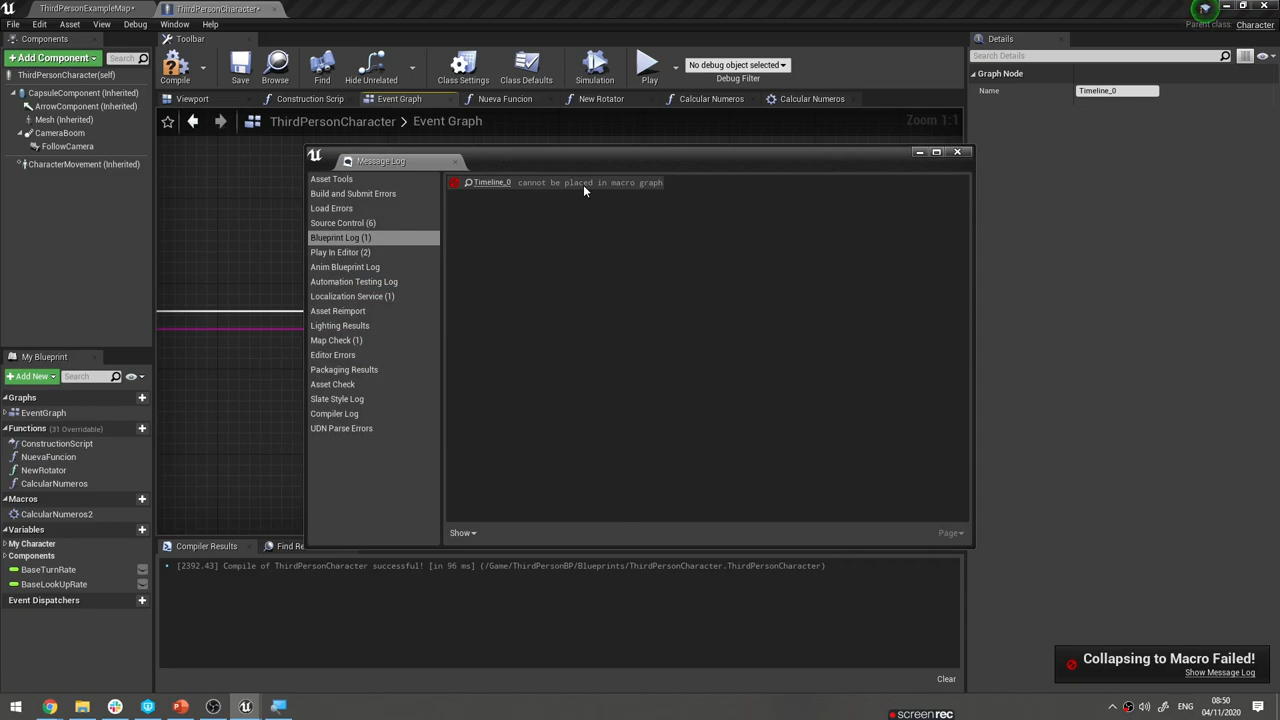 ThirdPersonExampleMap*
ThirdPersonCharacter*
File Edit Asset View Debug Window Help
Parent class: Character
Components
Toolbar
Details
+ Add Component
Search
ThirdPersonCharacter(self)
CapsuleComponent (Inherited)
ArrowComponent (Inherited)
Mesh (Inherited)
CameraBoom
FollowCamera
CharacterMovement (Inherited)
Compile
Save
Browse
Find
Hide Unrelated
Class Settings
Class Defaults
Simulation
Play
No debug object selected
Debug Filter
Search Details
Graph Node
Name
Timeline_0
Viewport
Construction Scrip
Event Graph
Nueva Funcion
New Rotator
Calcular Numeros
Calcular Numeros
ThirdPersonCharacter > Event Graph
Zoom 1:1
Message Log
Asset Tools
Build and Submit Errors
Load Errors
Source Control (6)
Blueprint Log (1)
Play In Editor (2)
Anim Blueprint Log
Automation Testing Log
Localization Service (1)
Asset Reimport
Lighting Results
Map Check (1)
Editor Errors
Packaging Results
Asset Check
Slate Style Log
Compiler Log
UDN Parse Errors
Timeline_0 cannot be placed in macro graph
Show
Page
My Blueprint
+ Add New
Search
Graphs
EventGraph
Functions (31 Overridable)
ConstructionScript
NuevaFuncion
NewRotator
CalcularNumeros
Macros
CalcularNumeros2
Variables
My Character
Components
BaseTurnRate
BaseLookUpRate
Event Dispatchers
Compiler Results
Find Re
[2392.43] Compile of ThirdPersonCharacter successful! [in 96 ms] (/Game/ThirdPersonBP/Blueprints/ThirdPersonCharacter.ThirdPersonCharacter)
Clear
Collapsing to Macro Failed!
Show Message Log
ENG
08:50
04/11/2020
screenrec